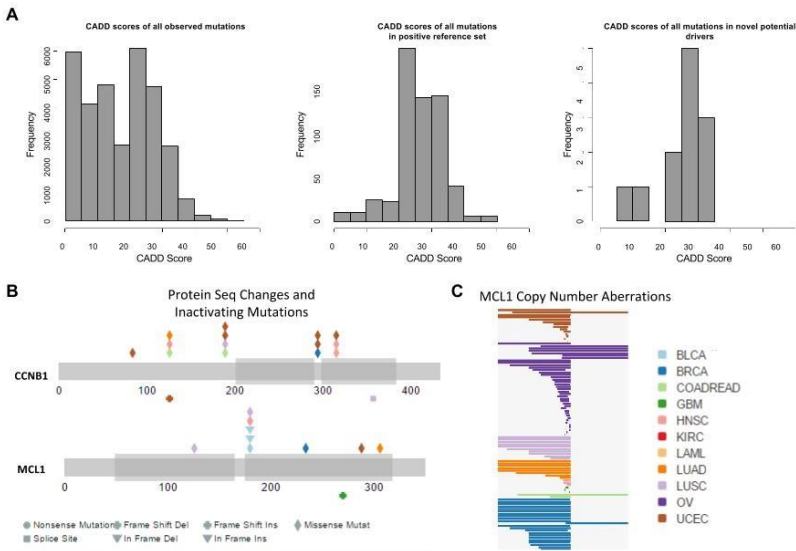 A
CADD scores of all observed mutations
CADD scores of all mutations
in positive reference set
CADD scores of all mutations in novel potential
drivers
Frequency
0 1000 2000 3000 4000 5000 6000
0 10 20 30 40 50 60
CADD Score
Frequency
0 50 100 150
0 10 20 30 40 50 60
CADD Score
Frequency
0 1 2 3 4 5
0 10 20 30 40 50 60
CADD Score
B
Protein Seq Changes and
Inactivating Mutations
CCNB1
0 100 200 300 400
MCL1
0 100 200 300
Nonsense Mutation
Frame Shift Del
Frame Shift Ins
Missense Mutat
Splice Site
In Frame Del
In Frame Ins
C
MCL1 Copy Number Aberrations
BLCA
BRCA
COADREAD
GBM
HNSC
KIRC
LAML
LUAD
LUSC
OV
UCEC